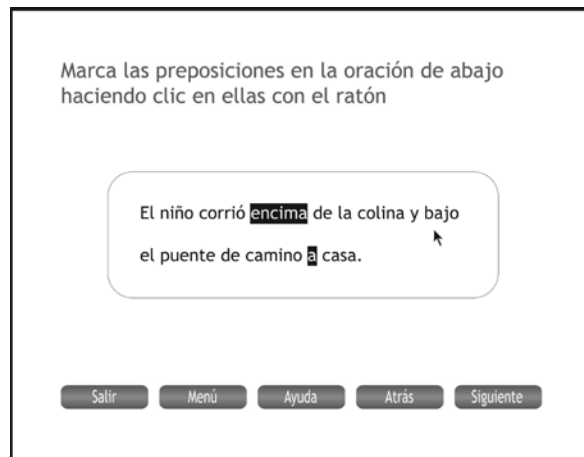 Marca las preposiciones en la oración de abajo
haciendo clic en ellas con el ratón
El niño corrió encima de la colina y bajo
el puente de camino a casa.
Salir Menú Ayuda Atrás Siguiente